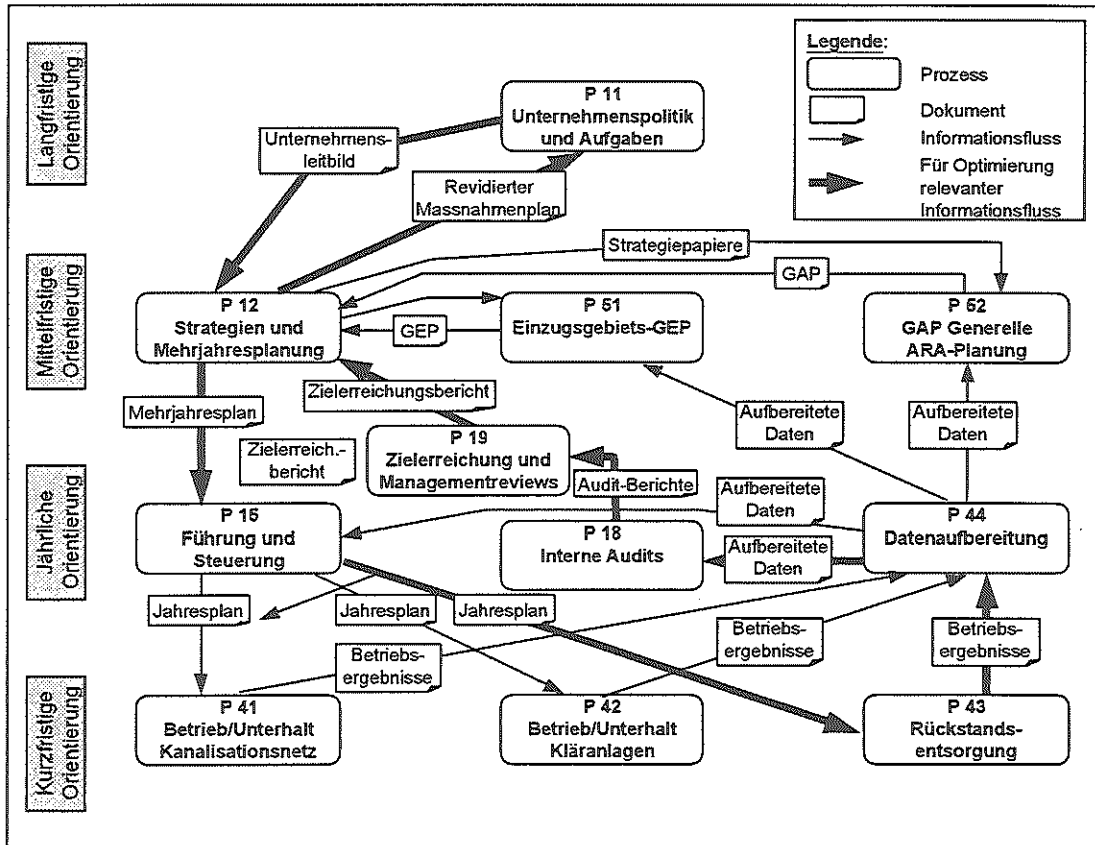 Langfristige
Orientierung
Mittelfristige
Orientierung
Jährliche
Orientierung
Kurzfristige
Orientierung
Legende:
Prozess
Dokument
Informationsfluss
Für Optimierung
relevanter
Informationsfluss
P 11
Unternehmenspolitik
und Aufgaben
Unternehmens-
leitbild
Revidierter
Massnahmenplan
Strategiepapiere
GAP
P 12
Strategien und
Mehrjahresplanung
GEP
P 51
Einzugsgebiets-GEP
P 52
GAP Generelle
ARA-Planung
Mehrjahresplan
Zielerreichungsbericht
Zielerreich.-
bericht
P 19
Zielerreichung und
Managementreviews
Audit-Berichte
Aufbereitete
Daten
Aufbereitete
Daten
Aufbereitete
Daten
Aufbereitete
Daten
P 15
Führung und
Steuerung
P 18
Interne Audits
P 44
Datenaufbereitung
Jahresplan
Jahresplan
Jahresplan
Betriebs-
ergebnisse
Betriebs-
ergebnisse
Betriebs-
ergebnisse
P 41
Betrieb/Unterhalt
Kanalisationsnetz
P 42
Betrieb/Unterhalt
Kläranlagen
P 43
Rückstands-
entsorgung